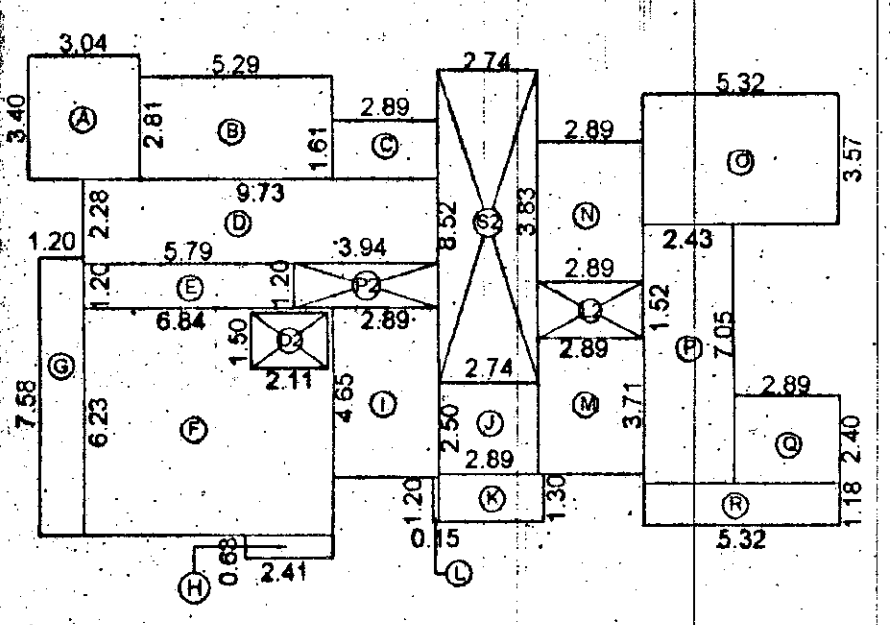 3.04
5.29
2.74
5.32
3.40
A
2.81
B
2.89
1.61
C
2.89
O
3.57
9.73
2.28
D
8.52
S2
3.83
N
2.43
1.20
5.79
3.94
1.20
E
1.20
P2
2.89
6.84
2.89
1.52
1.50
D2
2.89
P
7.05
G
2.11
4.65
I
2.74
M
3.71
2.89
7.58
6.23
F
2.50
J
Q
2.40
2.89
1.20
K
1.30
R
1.18
0.15
5.32
0.63
2.41
H
L